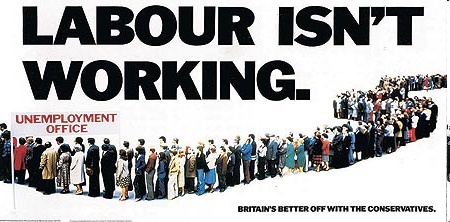 LABOUR ISN'T
WORKING.
UNEMPLOYMENT
OFFICE
BRITAIN'S BETTER OFF WITH THE CONSERVATIVES.